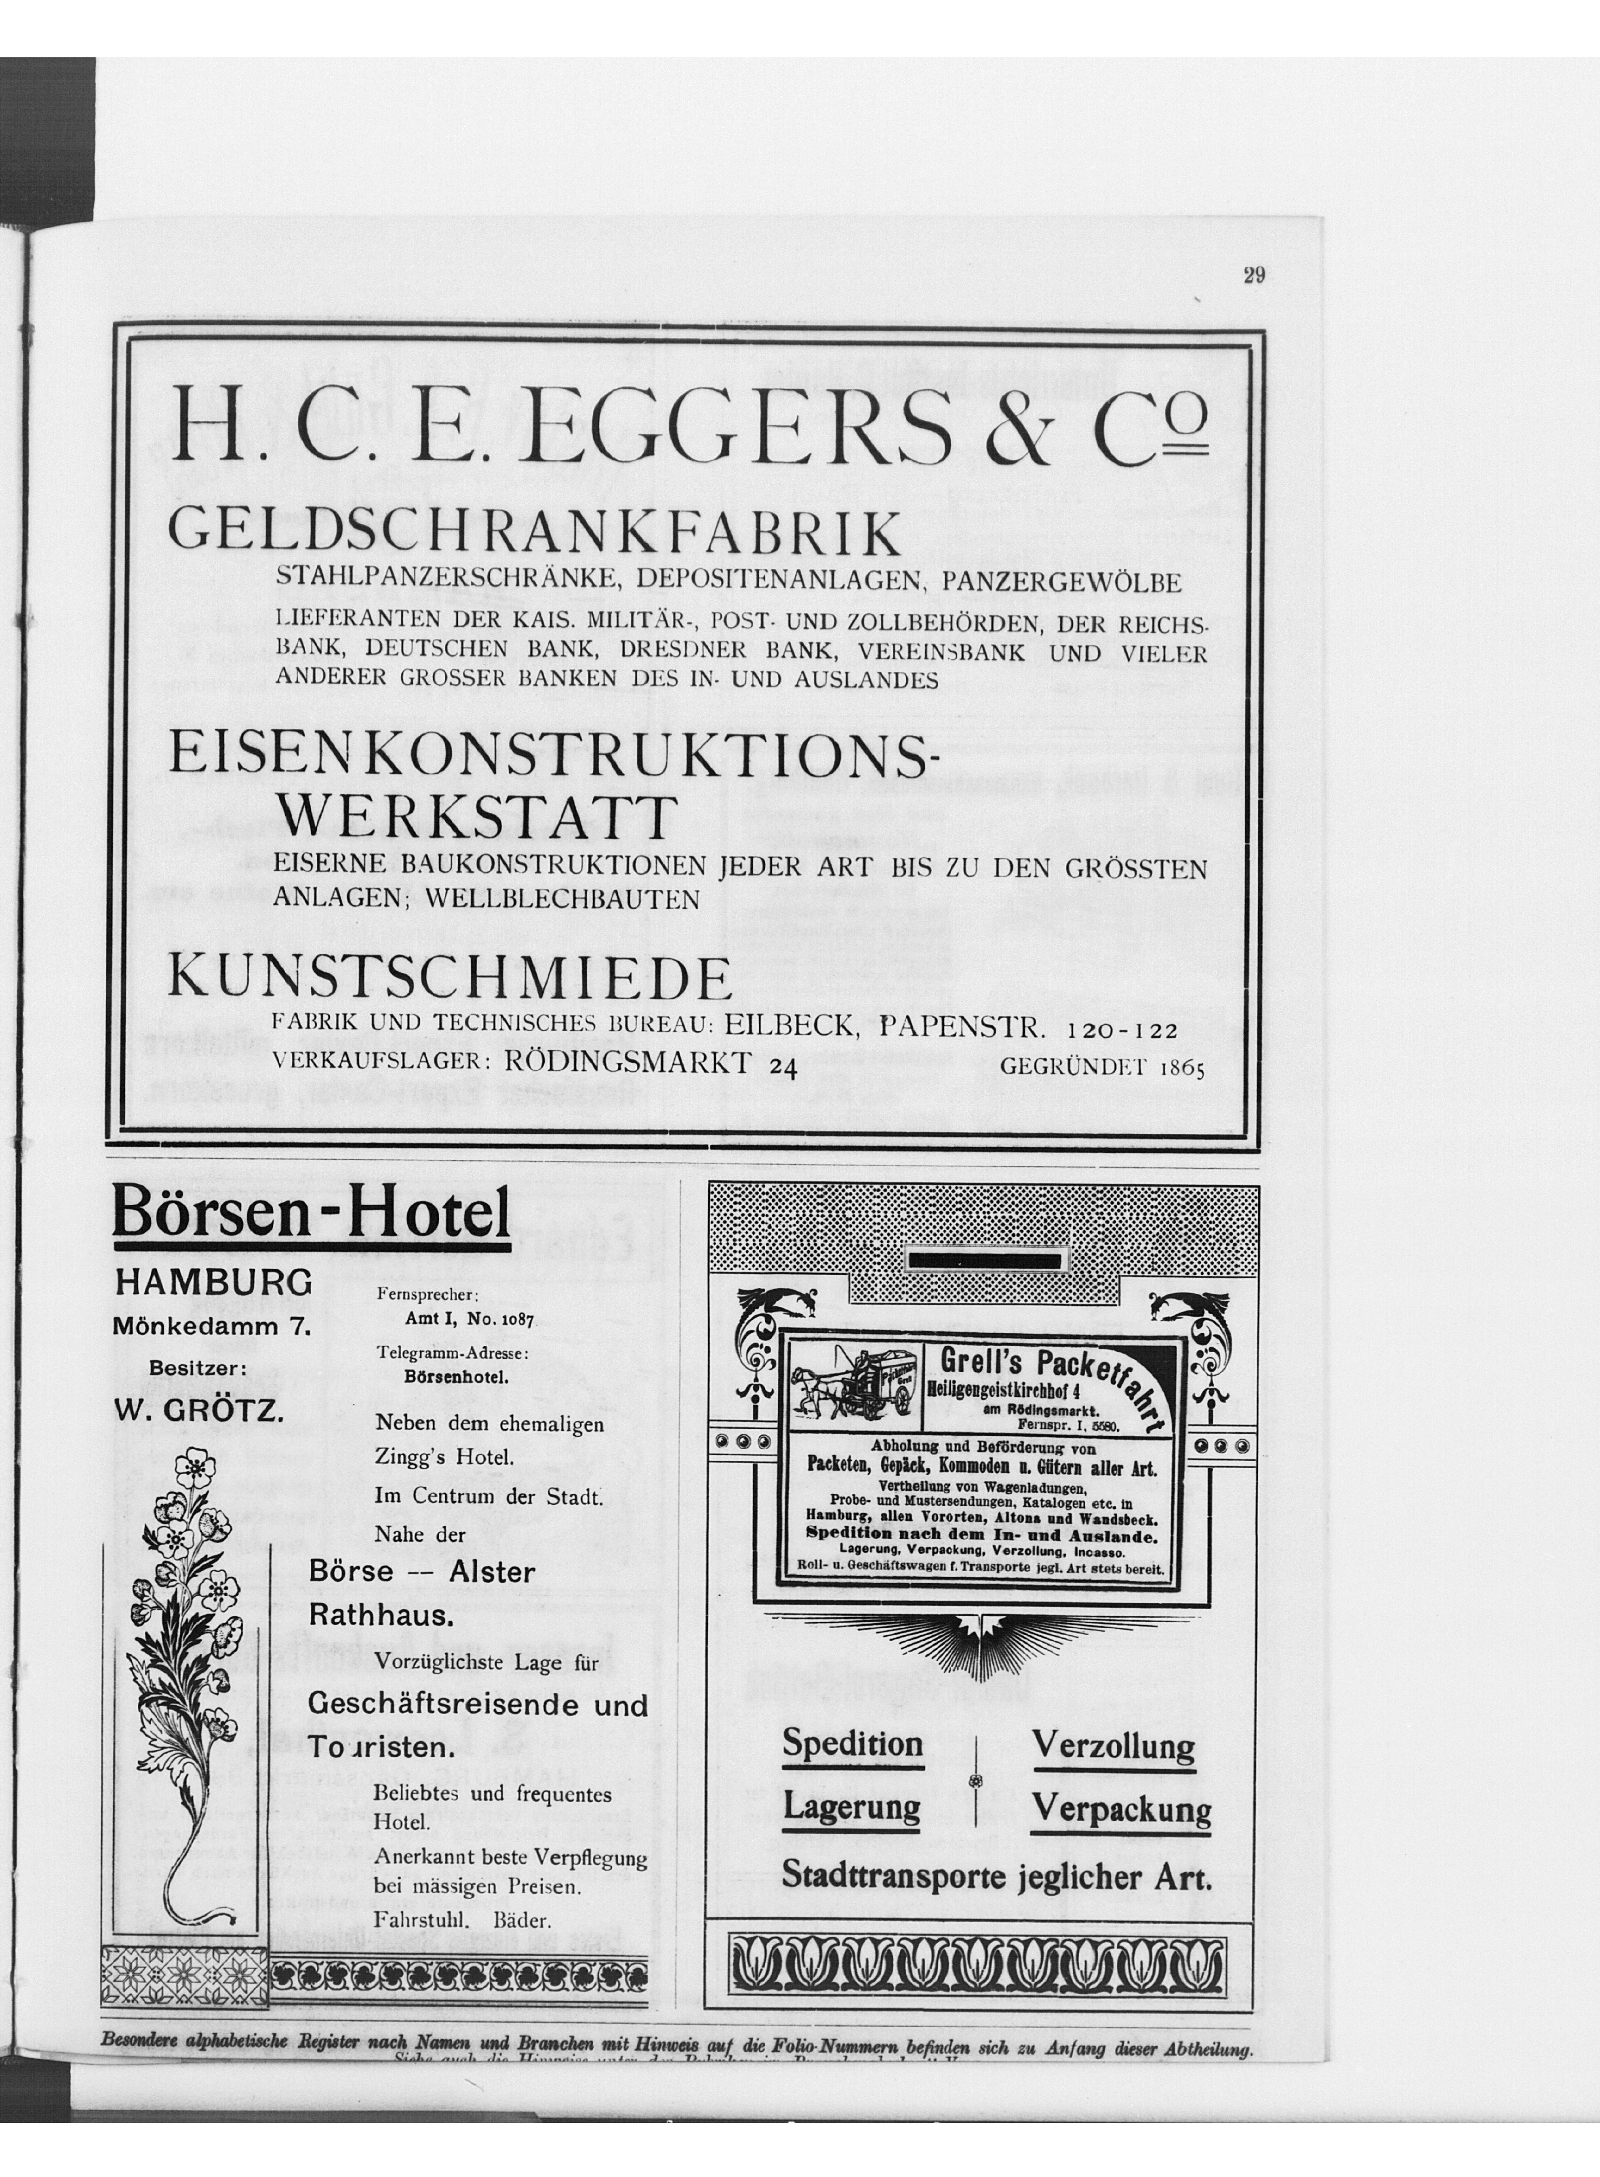 29
H. C. E. EGGERS & Cº
GELDSCHRANKFABRIK
STAHLPANZERSCHRÄNKE, DEPOSITENANLAGEN, PANZERGEWÖLBE
LIEFERANTEN DER KAIS. MILITÄR-, POST- UND ZOLLBEHÖRDEN, DER REICHS-
BANK, DEUTSCHEN BANK, DRESDNER BANK, VEREINSBANK UND VIELER
ANDERER GROSSER BANKEN DES IN- UND AUSLANDES
EISENKONSTRUKTIONS-
WERKSTATT
EISERNE BAUKONSTRUKTIONEN JEDER ART BIS ZU DEN GRÖSSTEN
ANLAGEN; WELLBLECHBAUTEN
KUNSTSCHMIEDE
FABRIK UND TECHNISCHES BUREAU: EILBECK, PAPENSTR. 120-122
VERKAUFSLAGER: RÖDINGSMARKT 24 GEGRÜNDET 1865
Börsen-Hotel
HAMBURG
Mönkedamm 7.
Besitzer:
W. GRÖTZ.
Fernsprecher:
Amt I, No. 1087
Telegramm-Adresse:
Börsenhotel.
Neben dem ehemaligen
Zingg's Hotel.
Im Centrum der Stadt.
Nahe der
Börse -- Alster
Rathhaus.
Vorzüglichste Lage für
Geschäftsreisende und
Touristen.
Beliebtes und frequentes
Hotel.
Anerkannt beste Verpflegung
bei mässigen Preisen.
Fahrstuhl. Bäder.
Grell's Packetfahrt
Heiligengeistkirchhof 4
am Rödingsmarkt.
Fernspr. I, 5580.
Abholung und Beförderung von
Packeten, Gepäck, Kommoden u. Gütern aller Art.
Vertheilung von Wagenladungen,
Probe- und Mustersendungen, Katalogen etc. in
Hamburg, allen Vororten, Altona und Wandsbeck.
Spedition nach dem In- und Auslande.
Lagerung, Verpackung, Verzollung, Incasso.
Roll- u. Geschäftswagen f. Transporte jegl. Art stets bereit.
Spedition Verzollung
Lagerung Verpackung
Stadttransporte jeglicher Art.
Besondere alphabetische Register nach Namen und Branchen mit Hinweis auf die Folio-Nummern befinden sich zu Anfang dieser Abtheilung.